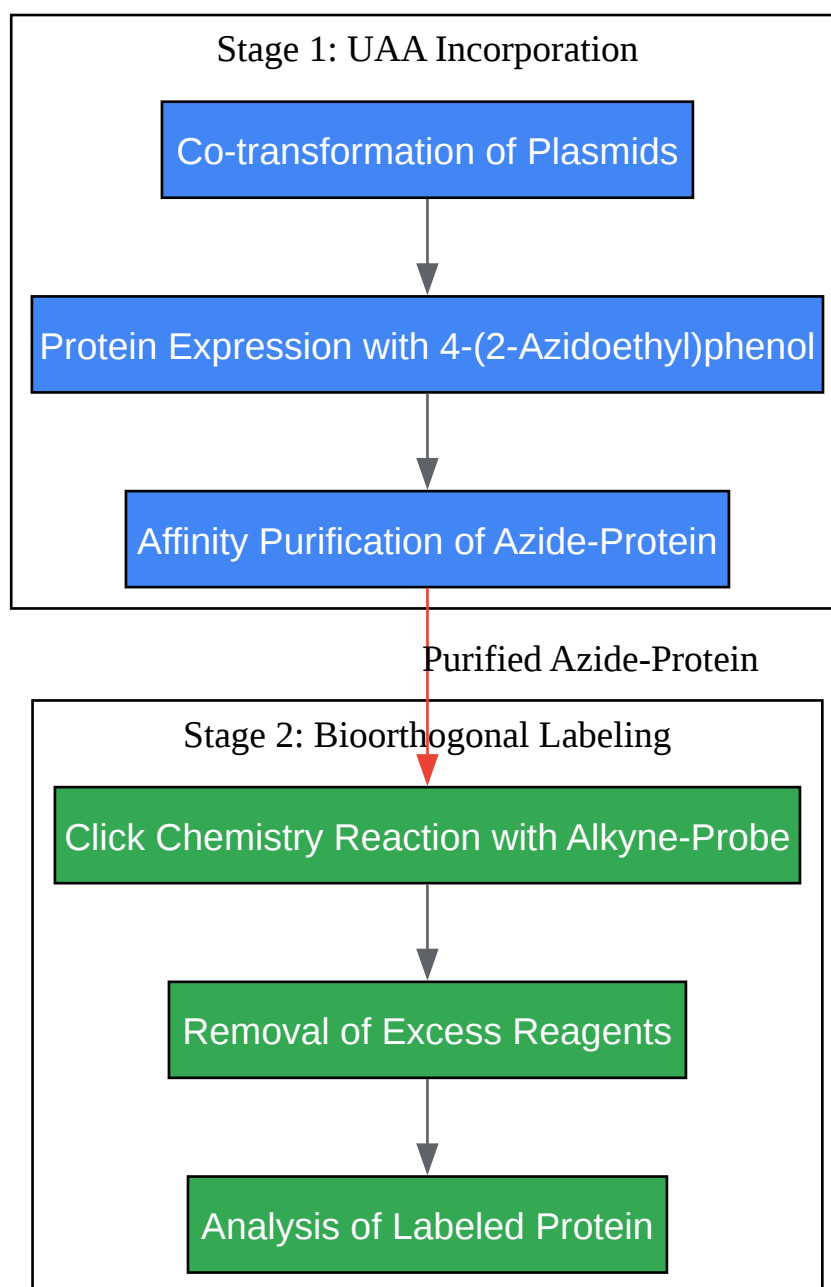 Stage 1: UAA Incorporation
Co-transformation of Plasmids
Protein Expression with 4-(2-Azidoethyl)phenol
Affinity Purification of Azide-Protein
Purified Azide-Protein
Stage 2: Bioorthogonal Labeling
Click Chemistry Reaction with Alkyne-Probe
Removal of Excess Reagents
Analysis of Labeled Protein